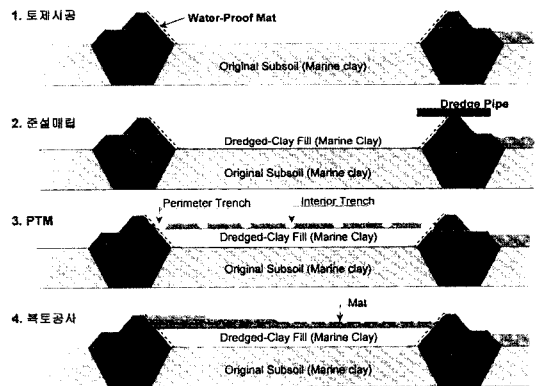 1. 토제시공
Water-Proof Mat
Original Subsoil (Marine clay)
Dredge Pipe
2. 준설매립
Dredged-Clay Fill (Marine Clay)
Original Subsoil (Marine clay)
Perimeter Trench
Interior Trench
3. PTM
Dredged-Clay Fill (Marine Clay)
Original Subsoil (Marine clay)
Mat
4. 복토공사
Dredged-Clay Fill (Marine Clay)
Original Subsoil (Marine clay)